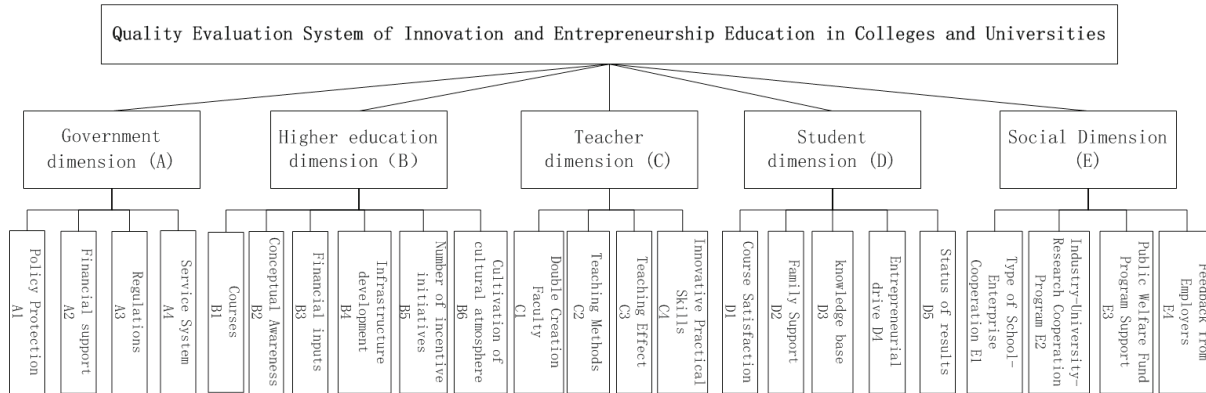 Quality Evaluation System of Innovation and Entrepreneurship Education in Colleges and Universities
Government
dimension (A)
Higher education
dimension (B)
Teacher
dimension (C)
Student
dimension (D)
Social Dimension
(E)
Policy Protection
A1
Financial support
A2
Regulations
A3
Service System
A4
Courses
B1
Conceptual Awareness
B2
Financial inputs
B3
Infrastructure
development
B4
Number of incentive
initiatives
B5
Cultivation of
cultural atmosphere
B6
Double Creation
Faculty
C1
Teaching Methods
C2
Teaching Effect
C3
Innovative Practical
Skills
C4
Course Satisfaction
D1
Family Support
D2
knowledge base
D3
Entrepreneurial
drive D4
Status of results
D5
Type of School-
Enterprise
Cooperation E1
Industry-University-
Research Cooperation
Program E2
Public Welfare Fund
Program Support
E3
Feedback from
Employers
E4